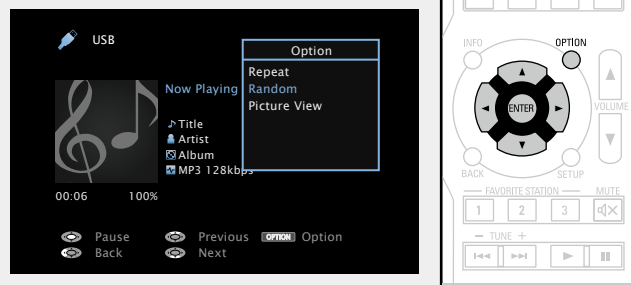 USB
Option
Repeat
Random
Picture View
Now Playing
Title
Artist
Album
MP3 128kbps
00:06 100%
Pause Previous OPTION Option
Back Next
INFO OPTION
ENTER
VOLUME
BACK SETUP
FAVORITE STATION MUTE
1 2 3
− TUNE +